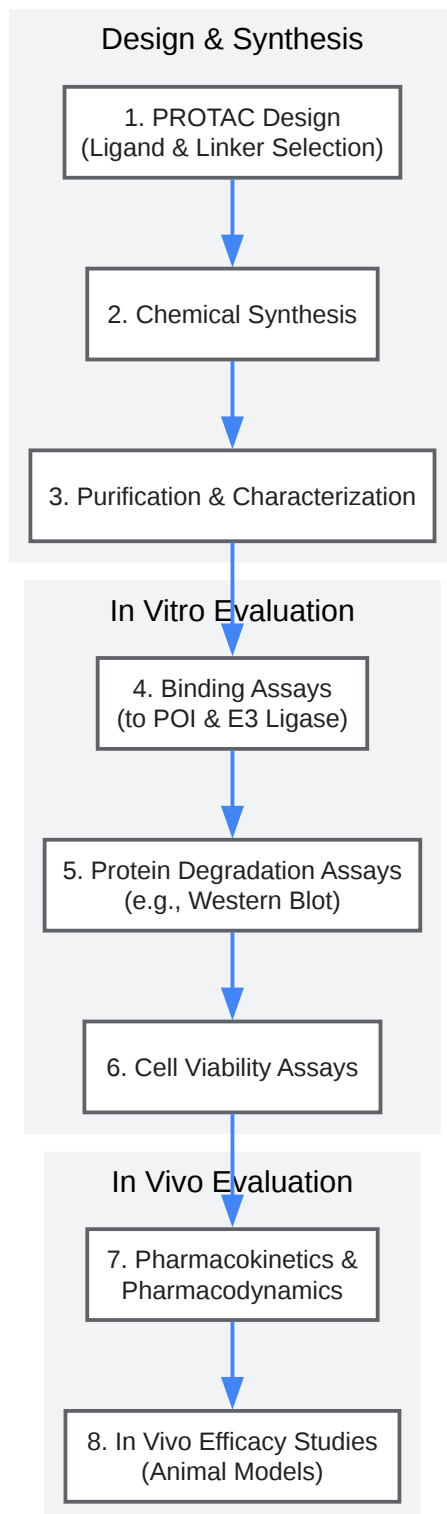 Design & Synthesis
1. PROTAC Design
(Ligand & Linker Selection)
2. Chemical Synthesis
3. Purification & Characterization
In Vitro Evaluation
4. Binding Assays
(to POI & E3 Ligase)
5. Protein Degradation Assays
(e.g., Western Blot)
6. Cell Viability Assays
In Vivo Evaluation
7. Pharmacokinetics &
Pharmacodynamics
8. In Vivo Efficacy Studies
(Animal Models)